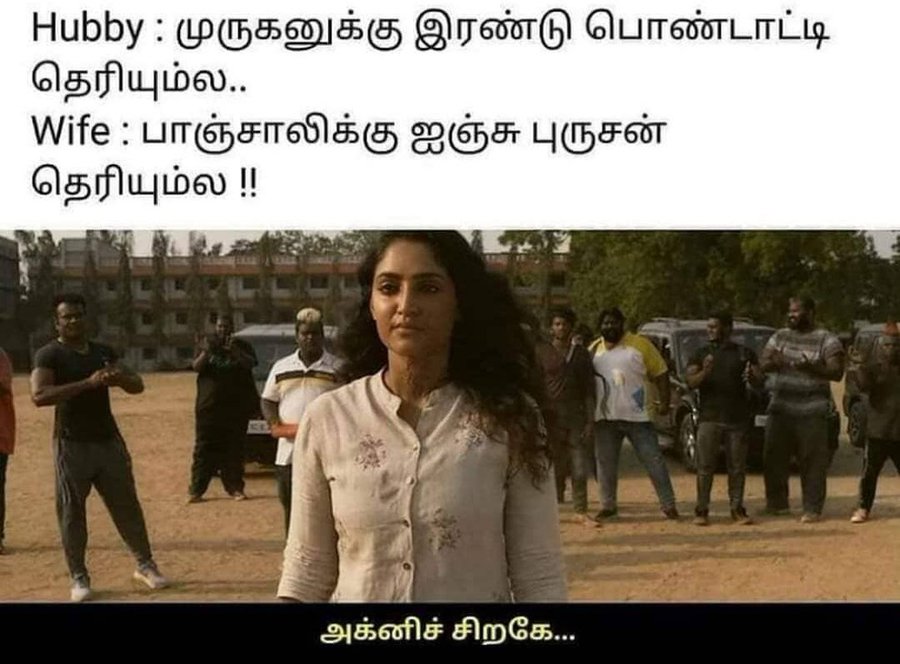 Hubby : முருகனுக்கு இரண்டு பொண்டாட்டி
தெரியும்ல..
Wife : பாஞ்சாலிக்கு ஐஞ்சு புருசன்
தெரியும்ல !!
அக்னிச் சிறகே...